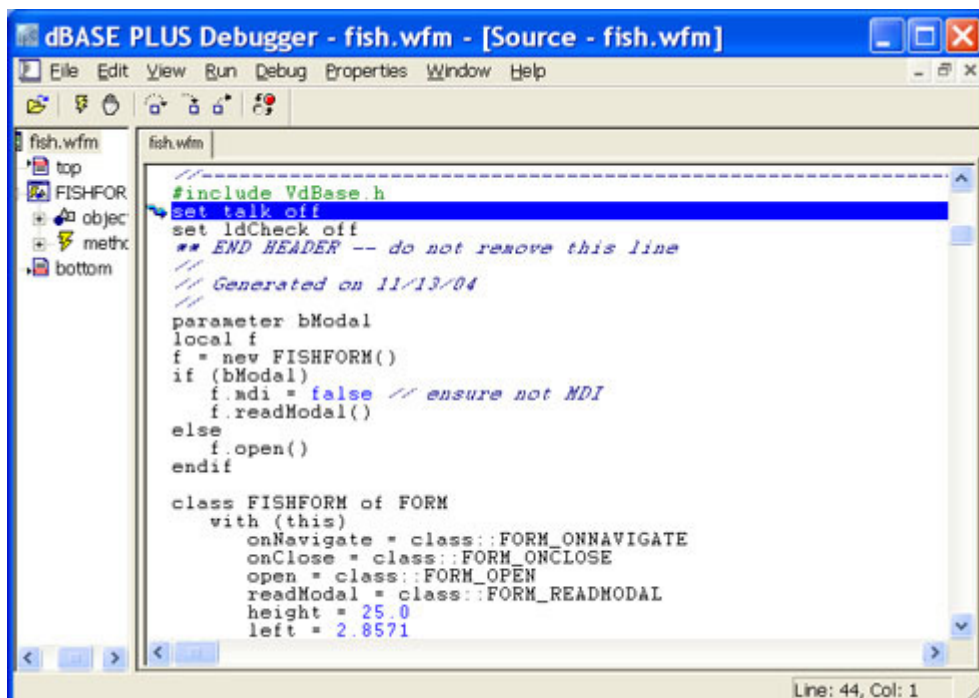 dBASE PLUS Debugger - fish.wfm - [Source - fish.wfm]
File Edit View Run Debug Properties Window Help
fish.wfm
top
FISHFOR
objec
methc
bottom
fish.wfm
//-----------------------------------------------------------------
#include VdBase.h
set talk off
set ldCheck off
** END HEADER -- do not remove this line
//
// Generated on 11/13/04
//
parameter bModal
local f
f = new FISHFORM()
if (bModal)
   f.mdi = false // ensure not MDI
   f.readModal()
else
   f.open()
endif
class FISHFORM of FORM
   with (this)
      onNavigate = class::FORM_ONNAVIGATE
      onClose = class::FORM_ONCLOSE
      open = class::FORM_OPEN
      readModal = class::FORM_READMODAL
      height = 25.0
      left = 2.8571
Line: 44, Col: 1